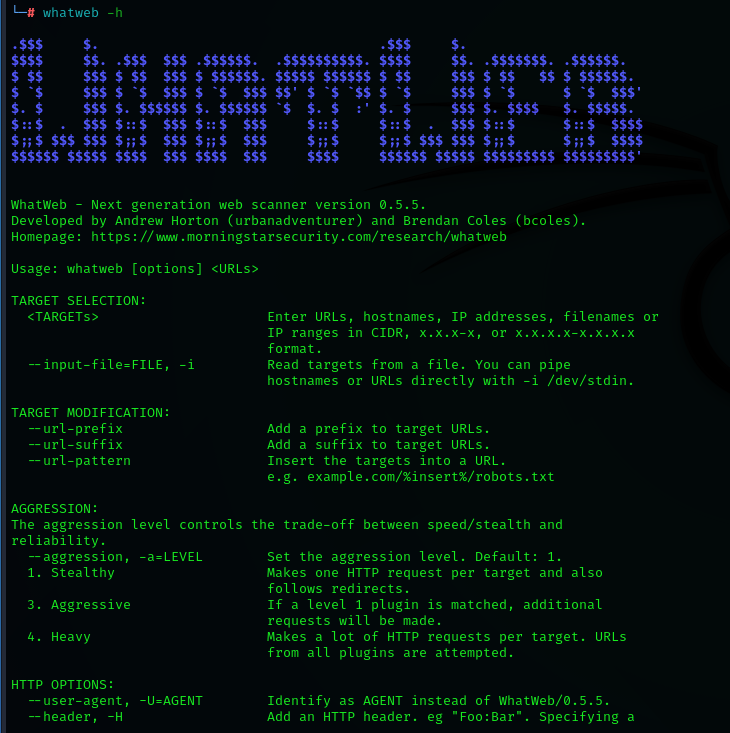 └─# whatweb -h
.$$$     $.                                   .$$$     $.
$$$$     $$. .$$$  $$$ .$$$$$$.  .$$$$$$$$$$. $$$$     $$. .$$$$$$$. .$$$$$$.
$ $$     $$$ $ $$  $$$ $ $$$$$$. $$$$$ $$$$$$ $ $$     $$$ $ $$   $$ $ $$$$$$.
$ `$     $$$ $ `$  $$$ $ `$  $$$ $$' $ `$ `$$ $ `$     $$$ $ `$      $ `$  $$$'
$. $     $$$ $. $$$$$$ $. $$$$$$ `$  $. $  :' $. $     $$$ $. $$$$   $. $$$$$.
$::$  .  $$$ $::$  $$$ $::$  $$$     $::$     $::$  .  $$$ $::$      $::$  $$$$
$;;$ $$$ $$$ $;;$  $$$ $;;$  $$$     $;;$     $;;$ $$$ $$$ $;;$      $;;$  $$$$
$$$$$$ $$$$$ $$$$  $$$ $$$$  $$$     $$$$     $$$$$$ $$$$$ $$$$$$$$$ $$$$$$$$$'
WhatWeb - Next generation web scanner version 0.5.5.
Developed by Andrew Horton (urbanadventurer) and Brendan Coles (bcoles).
Homepage: https://www.morningstarsecurity.com/research/whatweb
Usage: whatweb [options] <URLs>
TARGET SELECTION:
  <TARGETs>                     Enter URLs, hostnames, IP addresses, filenames or
                                IP ranges in CIDR, x.x.x-x, or x.x.x.x-x.x.x.x
                                format.
  --input-file=FILE, -i         Read targets from a file. You can pipe
                                hostnames or URLs directly with -i /dev/stdin.
TARGET MODIFICATION:
  --url-prefix                  Add a prefix to target URLs.
  --url-suffix                  Add a suffix to target URLs.
  --url-pattern                 Insert the targets into a URL.
                                e.g. example.com/%insert%/robots.txt
AGGRESSION:
The aggression level controls the trade-off between speed/stealth and
reliability.
  --aggression, -a=LEVEL        Set the aggression level. Default: 1.
  1. Stealthy                   Makes one HTTP request per target and also
                                follows redirects.
  3. Aggressive                 If a level 1 plugin is matched, additional
                                requests will be made.
  4. Heavy                      Makes a lot of HTTP requests per target. URLs
                                from all plugins are attempted.
HTTP OPTIONS:
  --user-agent, -U=AGENT        Identify as AGENT instead of WhatWeb/0.5.5.
  --header, -H                  Add an HTTP header. eg "Foo:Bar". Specifying a